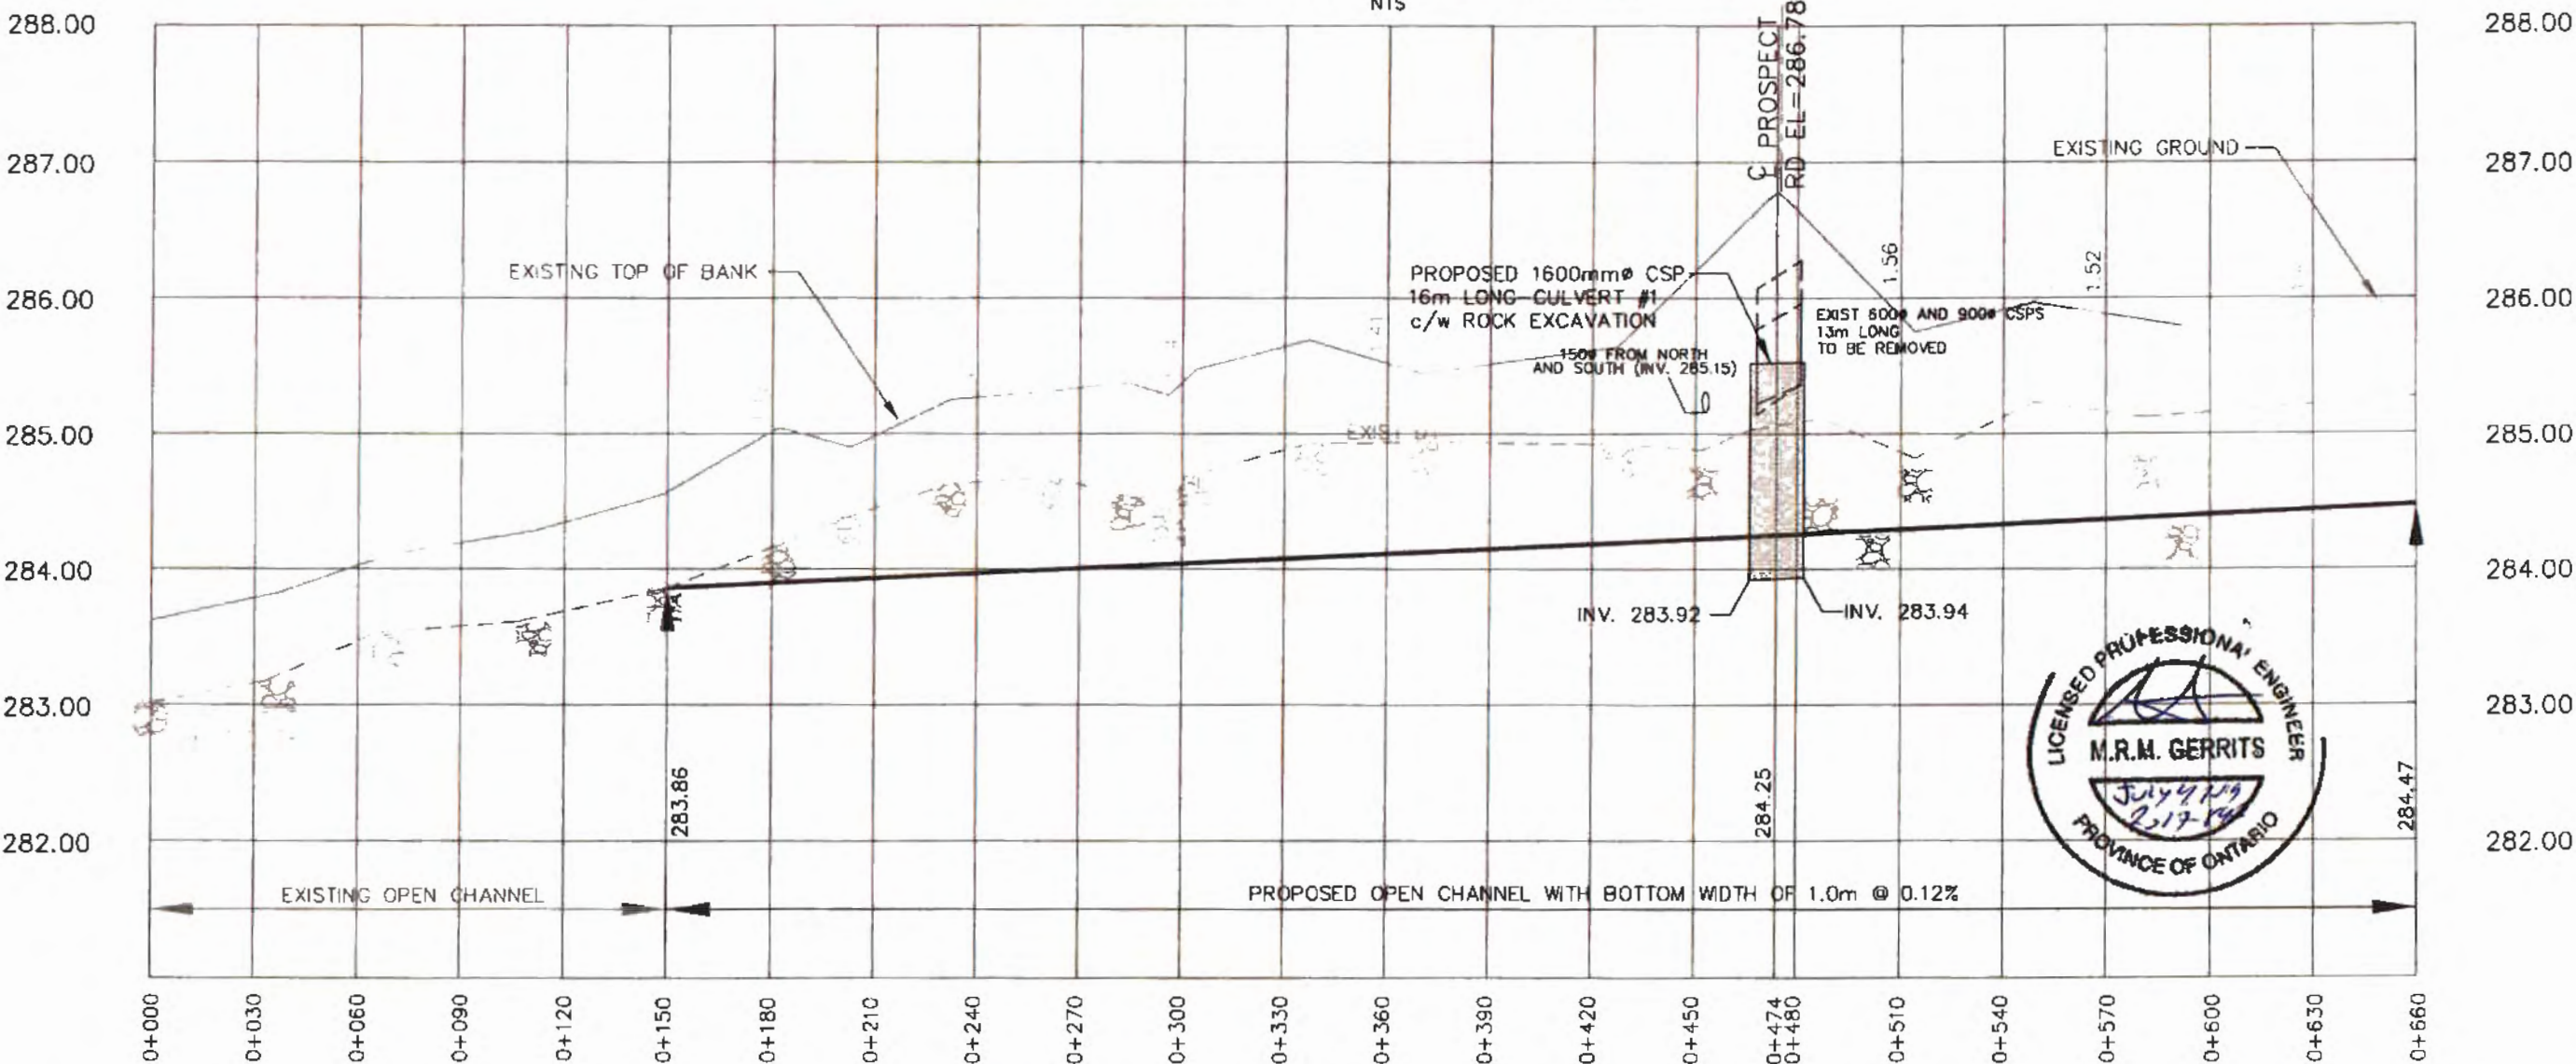 NTS
288.00
288.00
℄ PROSPECT
RD EL=286.78
287.00
287.00
EXISTING GROUND
EXISTING TOP OF BANK
PROPOSED 1600mmø CSP
16m LONG-CULVERT #1
c/w ROCK EXCAVATION
1.56
1.52
286.00
286.00
EXIST 600ø AND 900ø CSPS
13m LONG
TO BE REMOVED
150ø FROM NORTH
AND SOUTH (INV. 285.15)
285.00
285.00
EXIST
284.00
284.00
INV. 283.92
INV. 283.94
283.00
283.00
283.86
284.25
284.47
282.00
282.00
LICENSED PROFESSIONAL ENGINEER
M.R.M. GERRITS
PROVINCE OF ONTARIO
EXISTING OPEN CHANNEL
PROPOSED OPEN CHANNEL WITH BOTTOM WIDTH OF 1.0m @ 0.12%
0+000
0+030
0+060
0+090
0+120
0+150
0+180
0+210
0+240
0+270
0+300
0+330
0+360
0+390
0+420
0+450
0+474
0+480
0+510
0+540
0+570
0+600
0+630
0+660